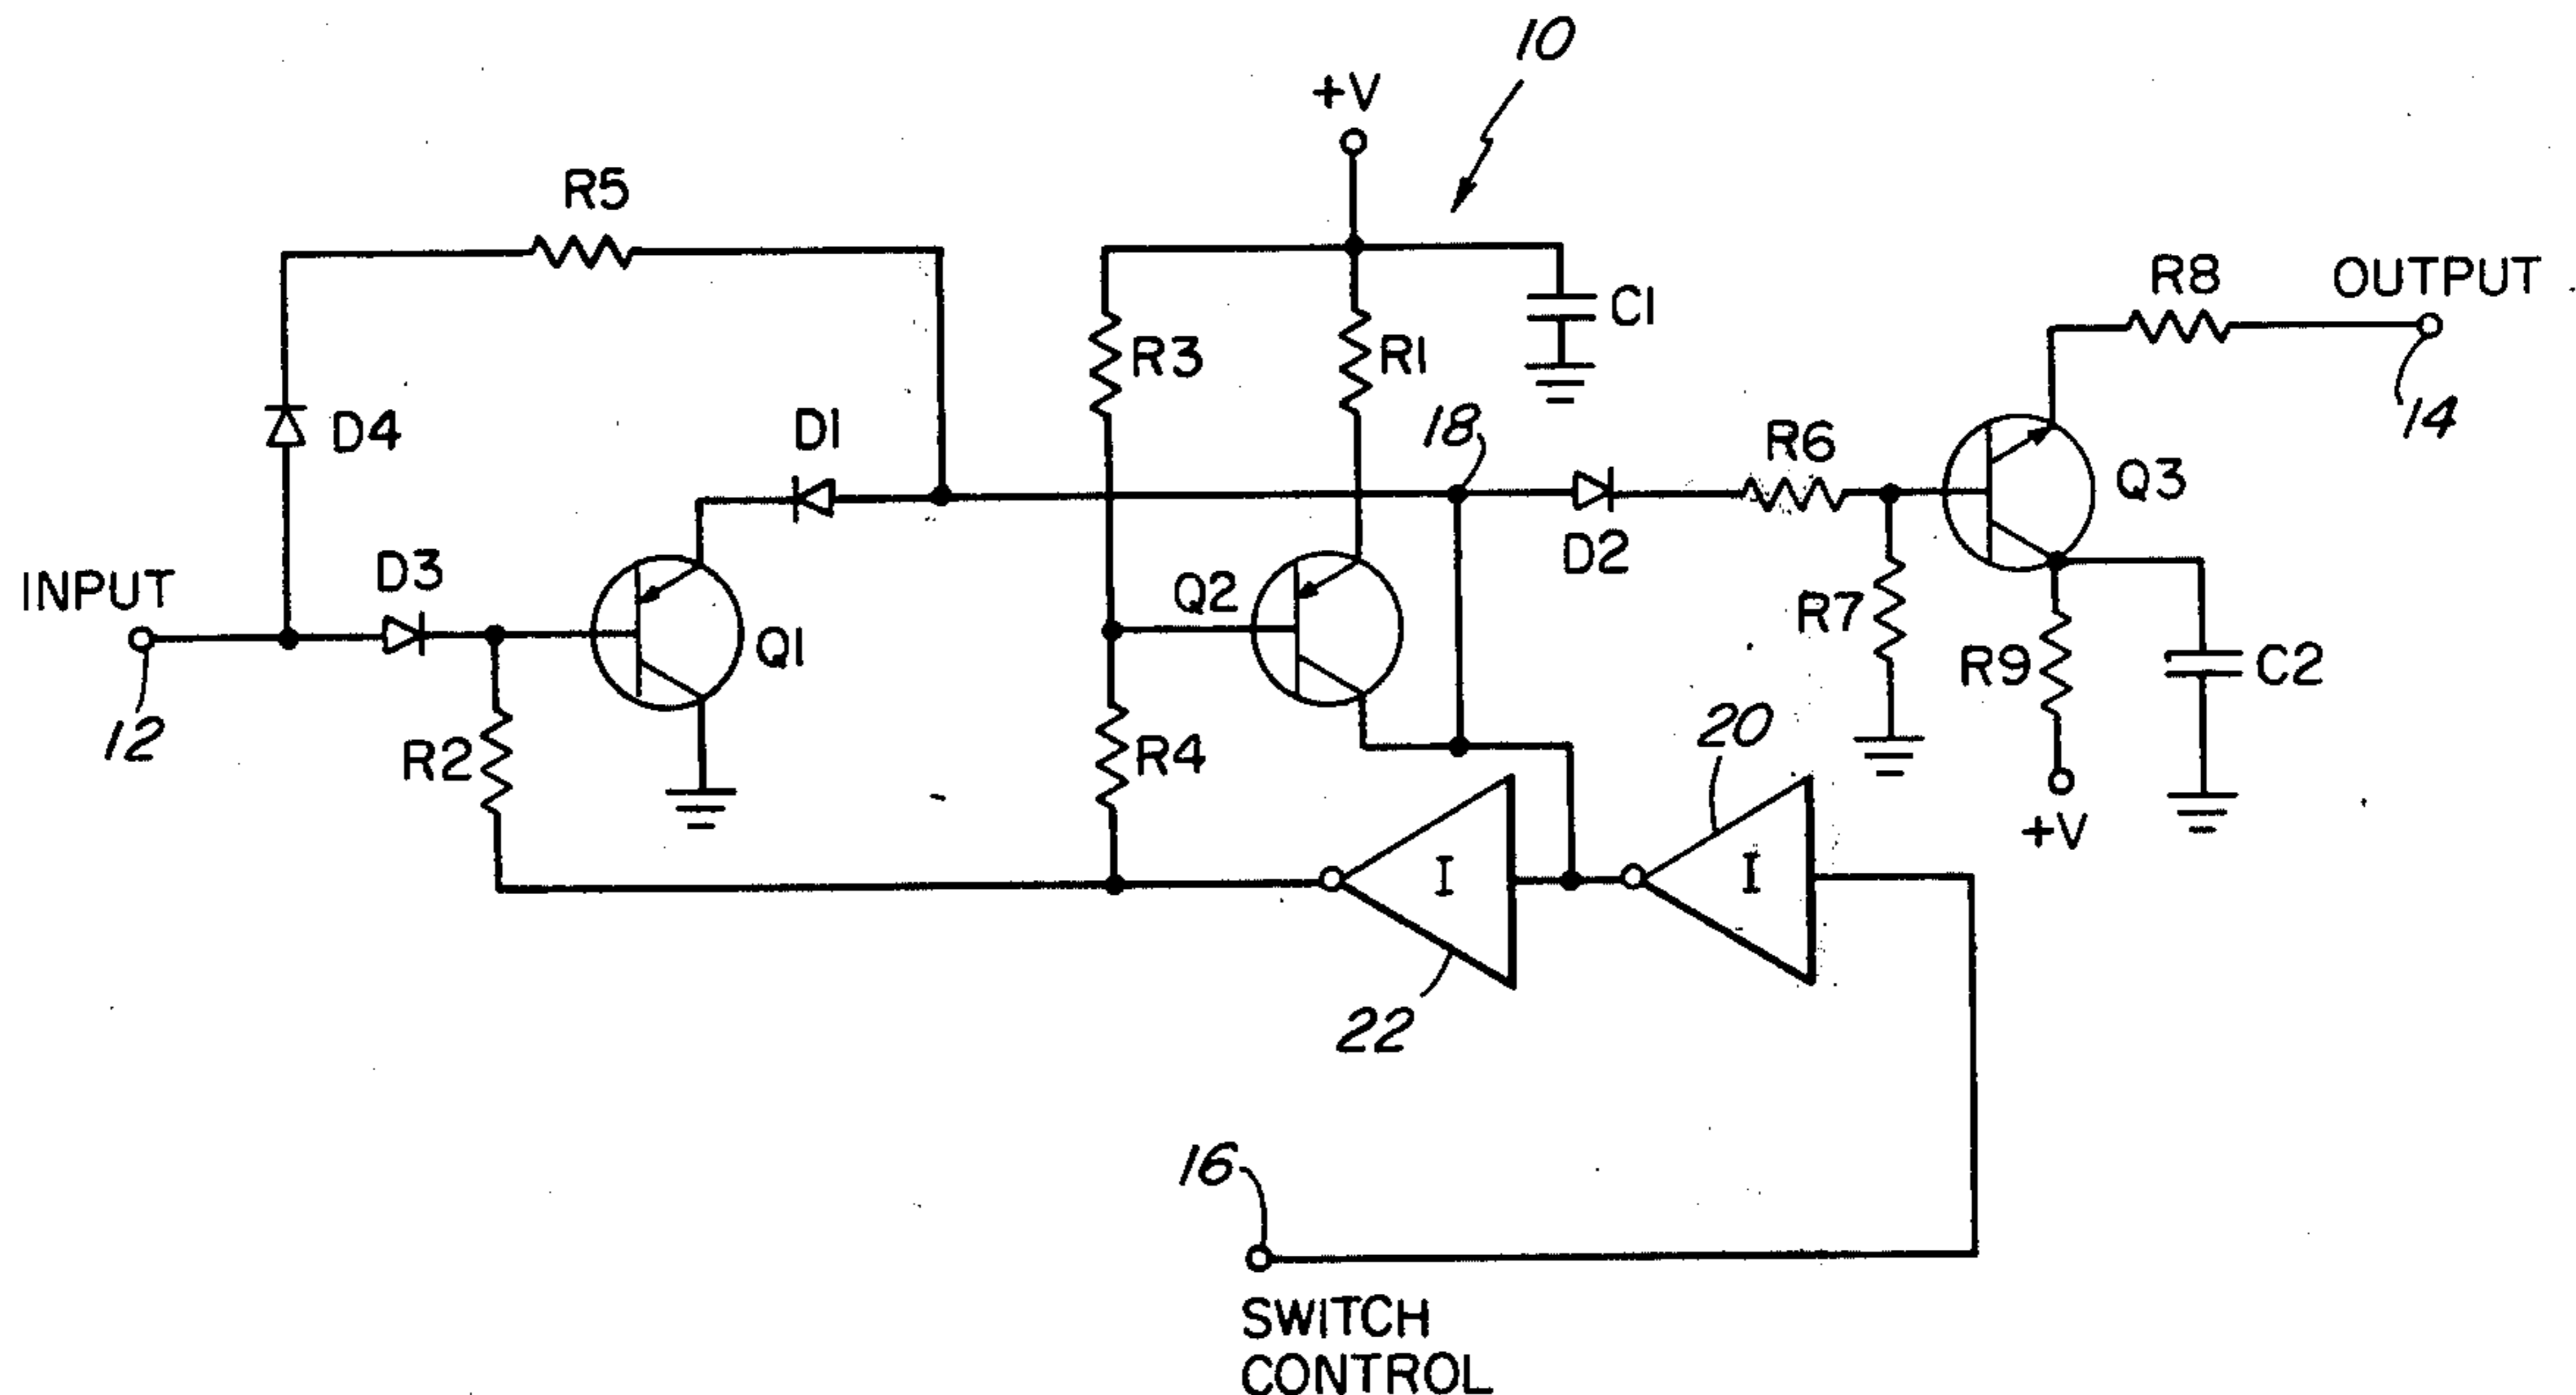 10
+V
R5
R8
OUTPUT
C1
R3
R1
14
D4
D1
18
R6
Q3
D2
INPUT
D3
Q2
R7
Q1
R9
C2
12
R2
R4
20
+V
I
I
22
16
SWITCH
CONTROL